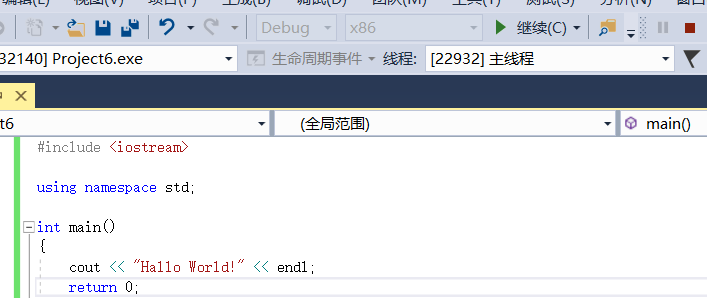 Debug x86 继续(C)
32140] Project6.exe 生命周期事件 线程: [22932] 主线程
t6 (全局范围) main()
#include <iostream>
using namespace std;
int main()
{
cout << "Hallo World!" << endl;
return 0;